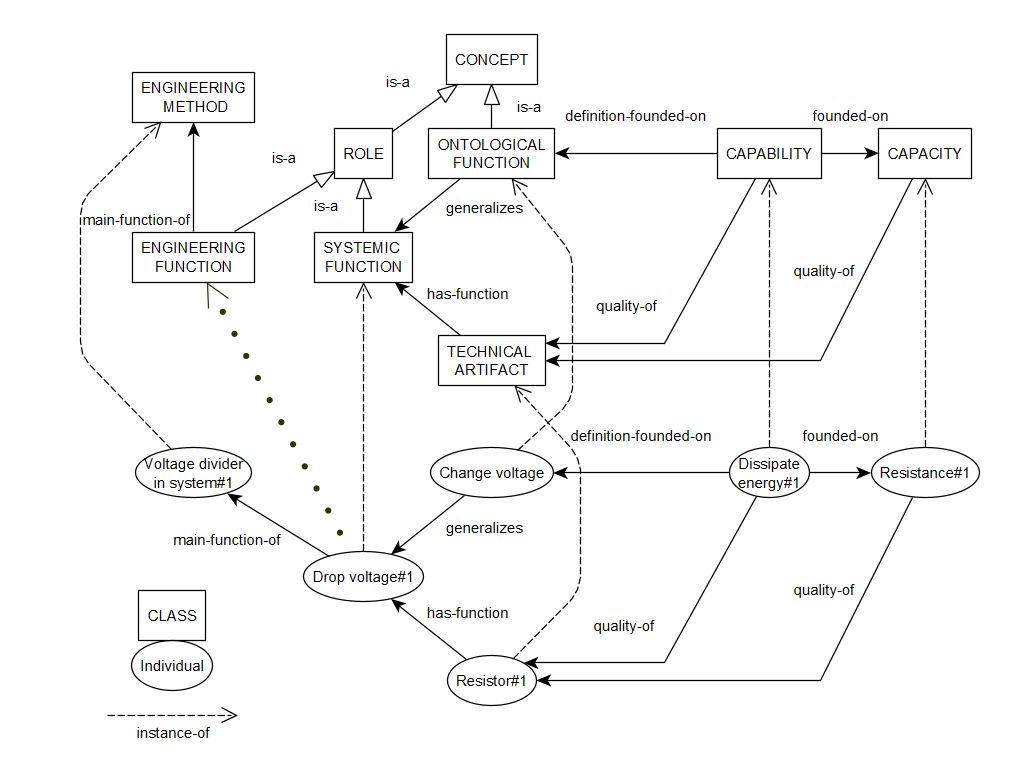 CONCEPT
is-a
ENGINEERING
METHOD
is-a
definition-founded-on
founded-on
ROLE
ONTOLOGICAL
FUNCTION
CAPABILITY
CAPACITY
is-a
is-a
generalizes
main-function-of
ENGINEERING
FUNCTION
SYSTEMIC
FUNCTION
quality-of
has-function
quality-of
TECHNICAL
ARTIFACT
definition-founded-on
founded-on
Voltage divider
in system#1
Change voltage
Dissipate
energy#1
Resistance#1
generalizes
main-function-of
Drop voltage#1
quality-of
has-function
CLASS
quality-of
Individual
Resistor#1
instance-of